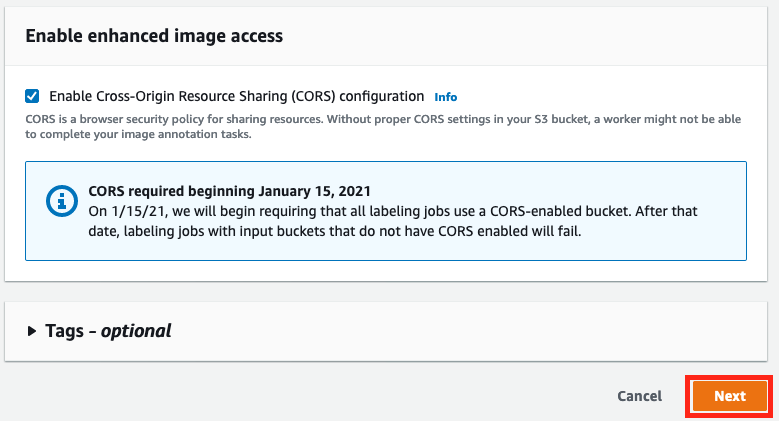 Enable enhanced image access
Enable Cross-Origin Resource Sharing (CORS) configuration Info
CORS is a browser security policy for sharing resources. Without proper CORS settings in your S3 bucket, a worker might not be able
to complete your image annotation tasks.
CORS required beginning January 15, 2021
On 1/15/21, we will begin requiring that all labeling jobs use a CORS-enabled bucket. After that
date, labeling jobs with input buckets that do not have CORS enabled will fail.
Tags - optional
Cancel Next